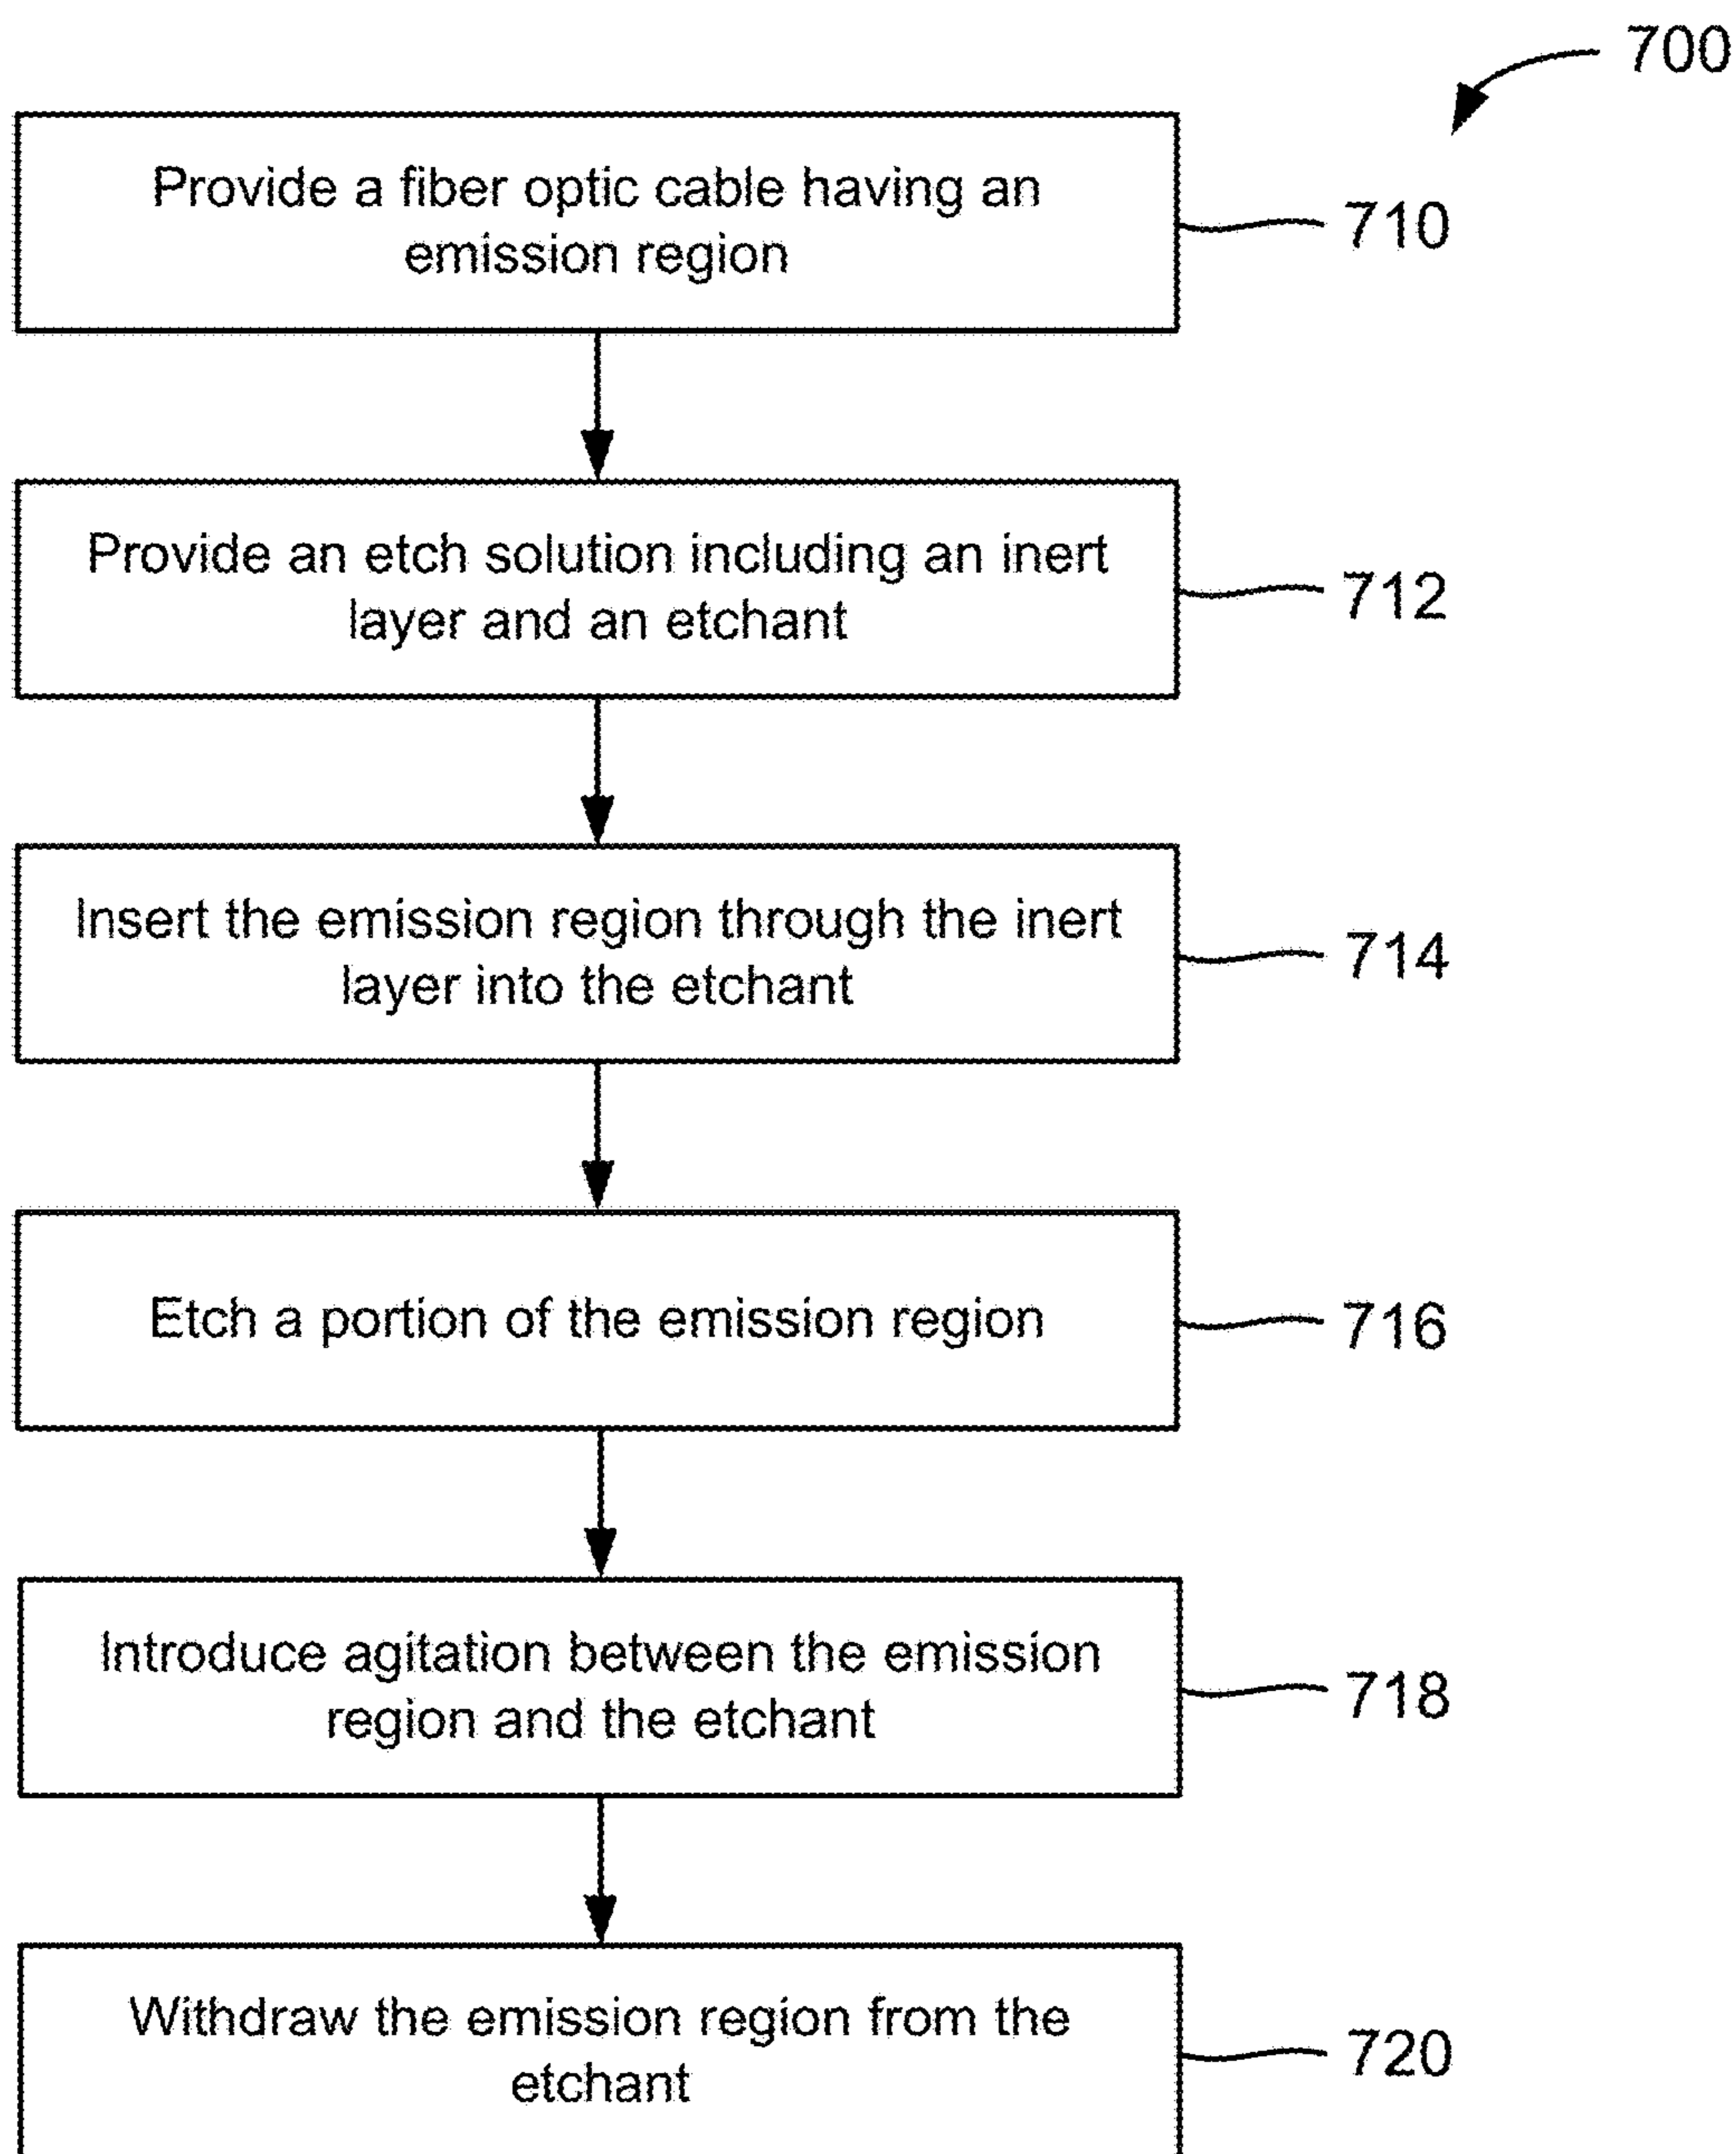 700
Provide a fiber optic cable having an
emission region
710
Provide an etch solution including an inert
layer and an etchant
712
Insert the emission region through the inert
layer into the etchant
714
Etch a portion of the emission region
716
Introduce agitation between the emission
region and the etchant
718
Withdraw the emission region from the
etchant
720